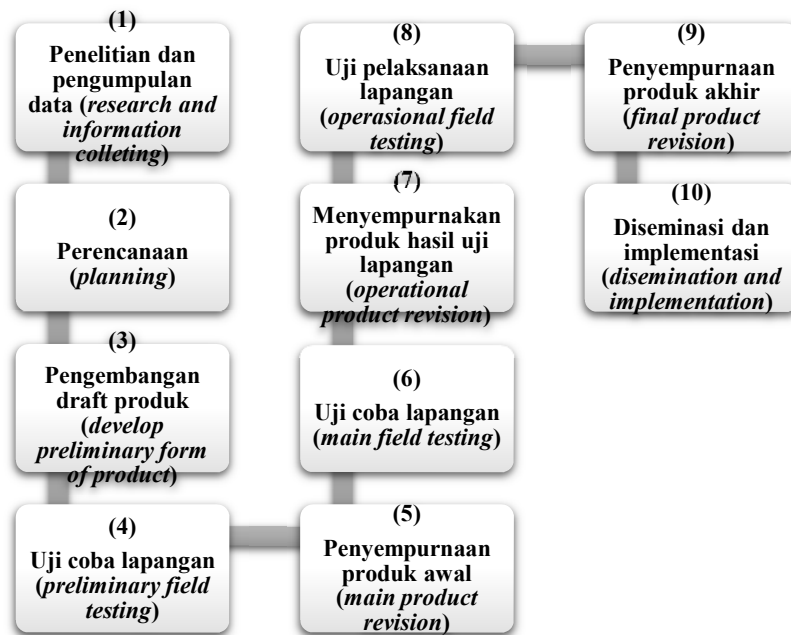 (1)
Penelitian dan
pengumpulan
data (research and
information
colleting)
(2)
Perencanaan
(planning)
(3)
Pengembangan
draft produk
(develop
preliminary form
of product)
(4)
Uji coba lapangan
(preliminary field
testing)
(5)
Penyempurnaan
produk awal
(main product
revision)
(6)
Uji coba lapangan
(main field testing)
(7)
Menyempurnakan
produk hasil uji
lapangan
(operational
product revision)
(8)
Uji pelaksanaan
lapangan
(operasional field
testing)
(9)
Penyempurnaan
produk akhir
(final product
revision)
(10)
Diseminasi dan
implementasi
(disemination and
implementation)